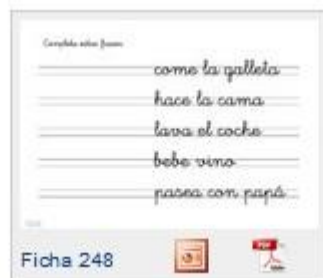 Completa estas frases
come la galleta
hace la cama
lava el coche
bebe vino
pasea con papá
Ficha 248
PDF